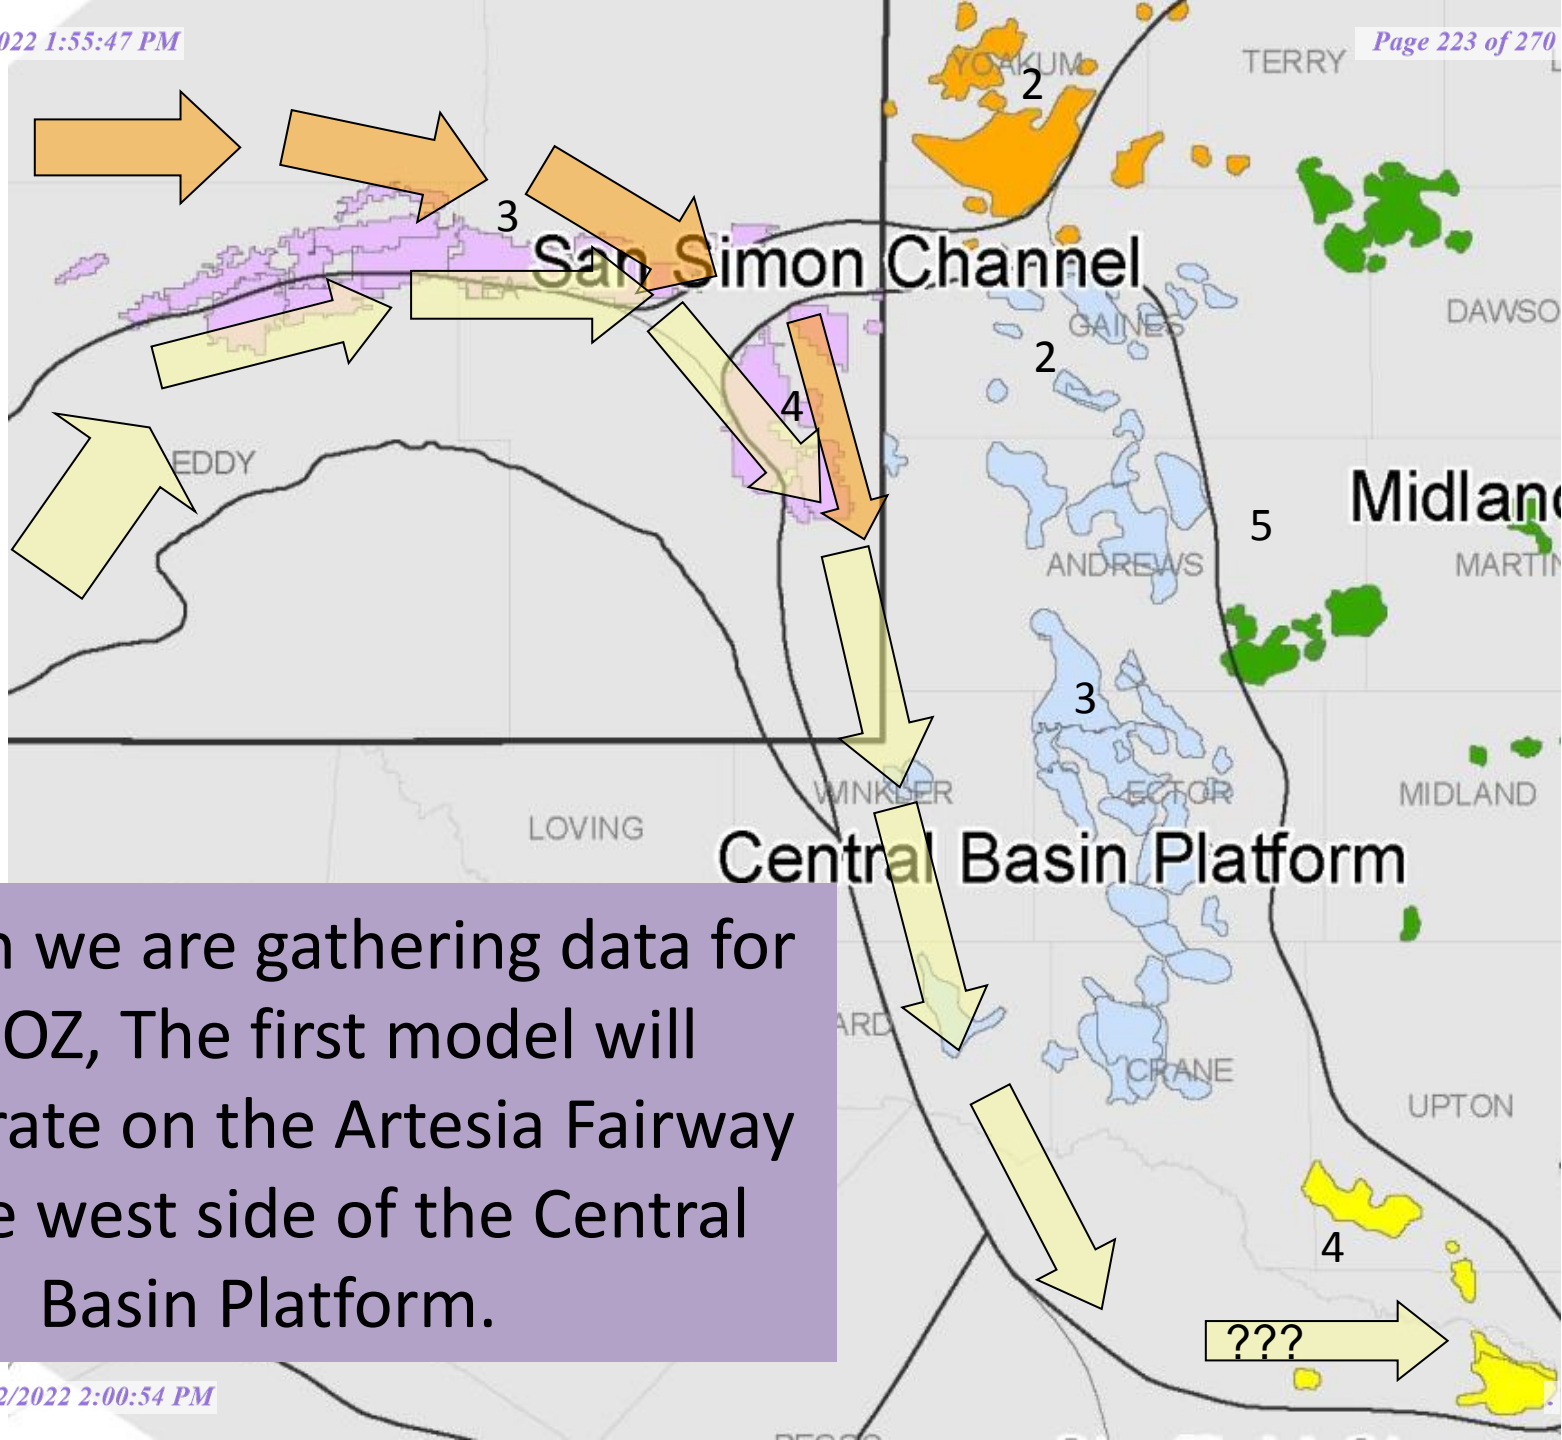 022 1:55:47 PM
Page 223 of 270
YOAKUM
TERRY
2
3
San Simon Channel
LEA
GAINES
DAWSO
2
4
EDDY
Midland
5
ANDREWS
MARTIN
3
WINKLER
ECTOR
MIDLAND
LOVING
Central Basin Platform
n we are gathering data for
OZ, The first model will
rate on the Artesia Fairway
e west side of the Central
Basin Platform.
ARD
CRANE
UPTON
4
???
2/2022 2:00:54 PM